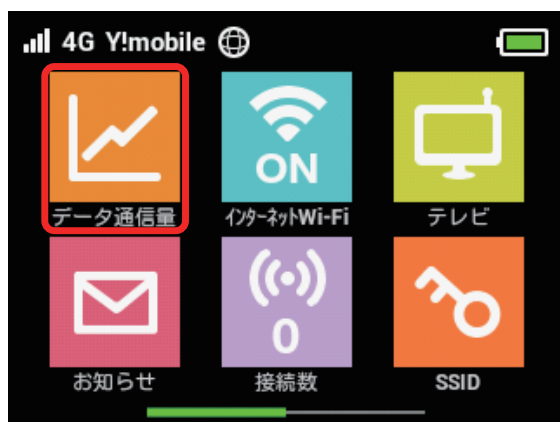 4G Y!mobile
ON
データ通信量
インターネットWi-Fi
テレビ
0
お知らせ
接続数
SSID